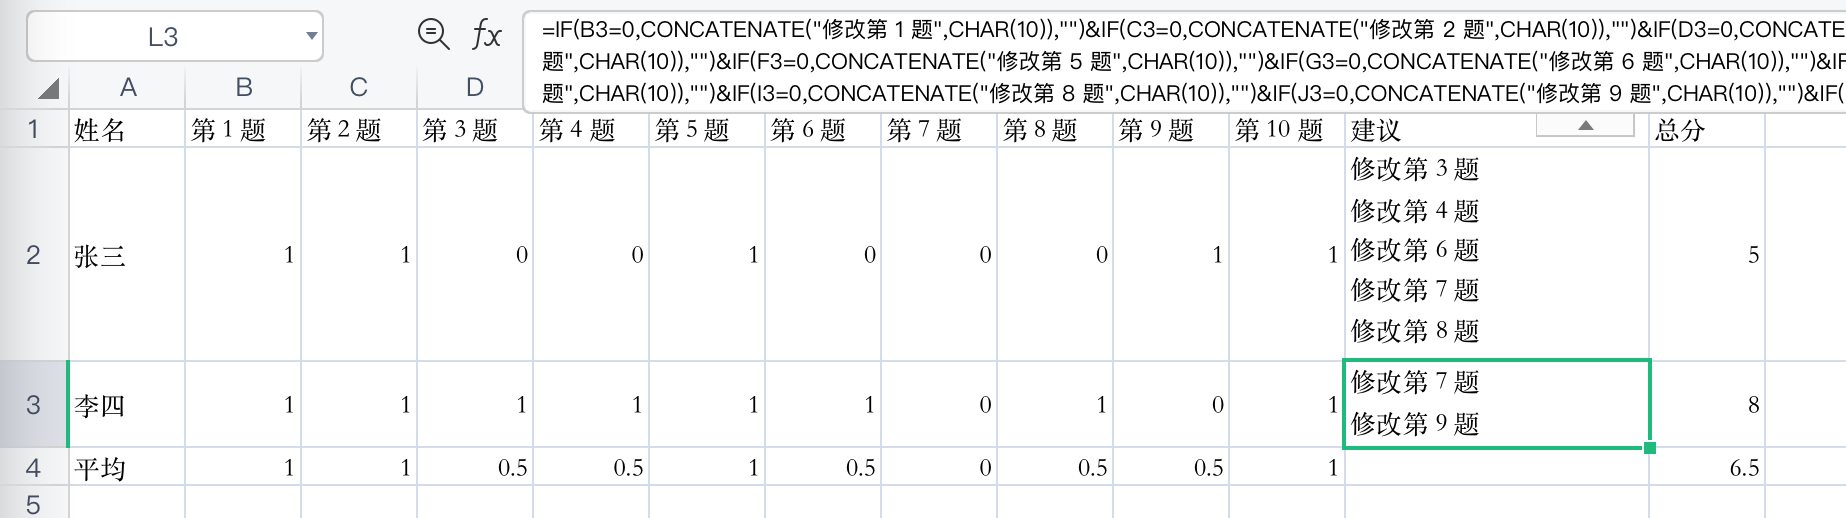 L3
fx
=IF(B3=0,CONCATENATE("修改第 1 题",CHAR(10)),"")&IF(C3=0,CONCATENATE("修改第 2 题",CHAR(10)),"")&IF(D3=0,CONCATE
题",CHAR(10)),"")&IF(F3=0,CONCATENATE("修改第 5 题",CHAR(10)),"")&IF(G3=0,CONCATENATE("修改第 6 题",CHAR(10)),"")&IF
题",CHAR(10)),"")&IF(I3=0,CONCATENATE("修改第 8 题",CHAR(10)),"")&IF(J3=0,CONCATENATE("修改第 9 题",CHAR(10)),"")&IF(
A B C D
1 姓名 第 1 题 第 2 题 第 3 题 第 4 题 第 5 题 第 6 题 第 7 题 第 8 题 第 9 题 第 10 题 建议 总分
修改第 3 题
修改第 4 题
2 张三 1 1 0 0 1 0 0 0 1 1 修改第 6 题 5
修改第 7 题
修改第 8 题
修改第 7 题
3 李四 1 1 1 1 1 1 0 1 0 1 8
修改第 9 题
4 平均 1 1 0.5 0.5 1 0.5 0 0.5 0.5 1 6.5
5